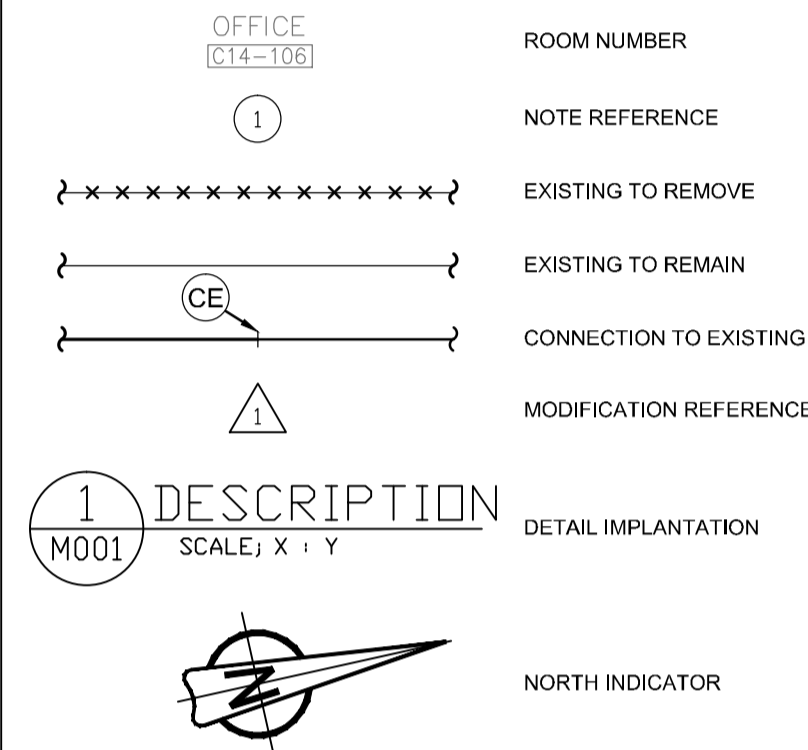 OFFICE
C14-106
ROOM NUMBER
1
NOTE REFERENCE
EXISTING TO REMOVE
EXISTING TO REMAIN
CE
CONNECTION TO EXISTING
1
MODIFICATION REFERENCE
1
DESCRIPTION
M001
SCALE; X : Y
DETAIL IMPLANTATION
N
NORTH INDICATOR